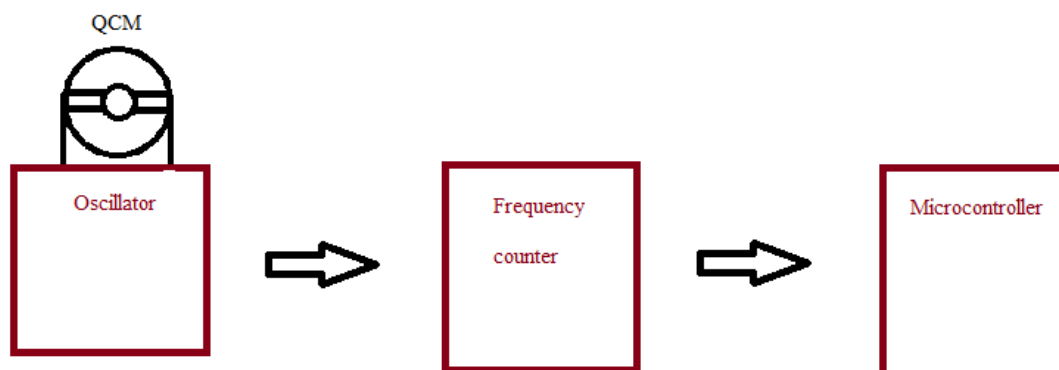 QCM
Oscillator
Frequency
counter
Microcontroller